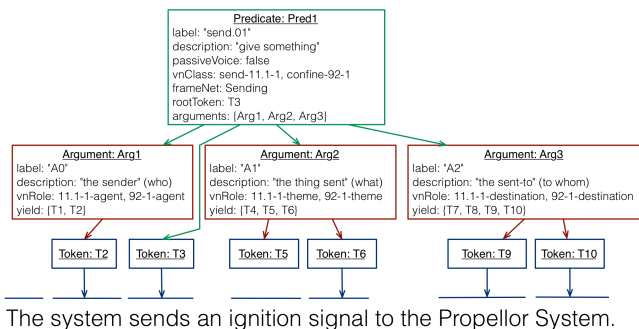 Predicate: Pred1
label: "send.01"
description: "give something"
passiveVoice: false
vnClass: send-11.1-1, confine-92-1
frameNet: Sending
rootToken: T3
arguments: {Arg1, Arg2, Arg3}
Argument: Arg1
label: "A0"
description: "the sender" (who)
vnRole: 11.1-1-agent, 92-1-agent
yield: {T1, T2}
Argument: Arg2
label: "A1"
description: "the thing sent" (what)
vnRole: 11.1-1-theme, 92-1-theme
yield: {T4, T5, T6}
Argument: Arg3
label: "A2"
description: "the sent-to" (to whom)
vnRole: 11.1-1-destination, 92-1-destination
yield: {T7, T8, T9, T10}
Token: T2
Token: T3
Token: T5
Token: T6
Token: T9
Token: T10
The system sends an ignition signal to the Propellor System.